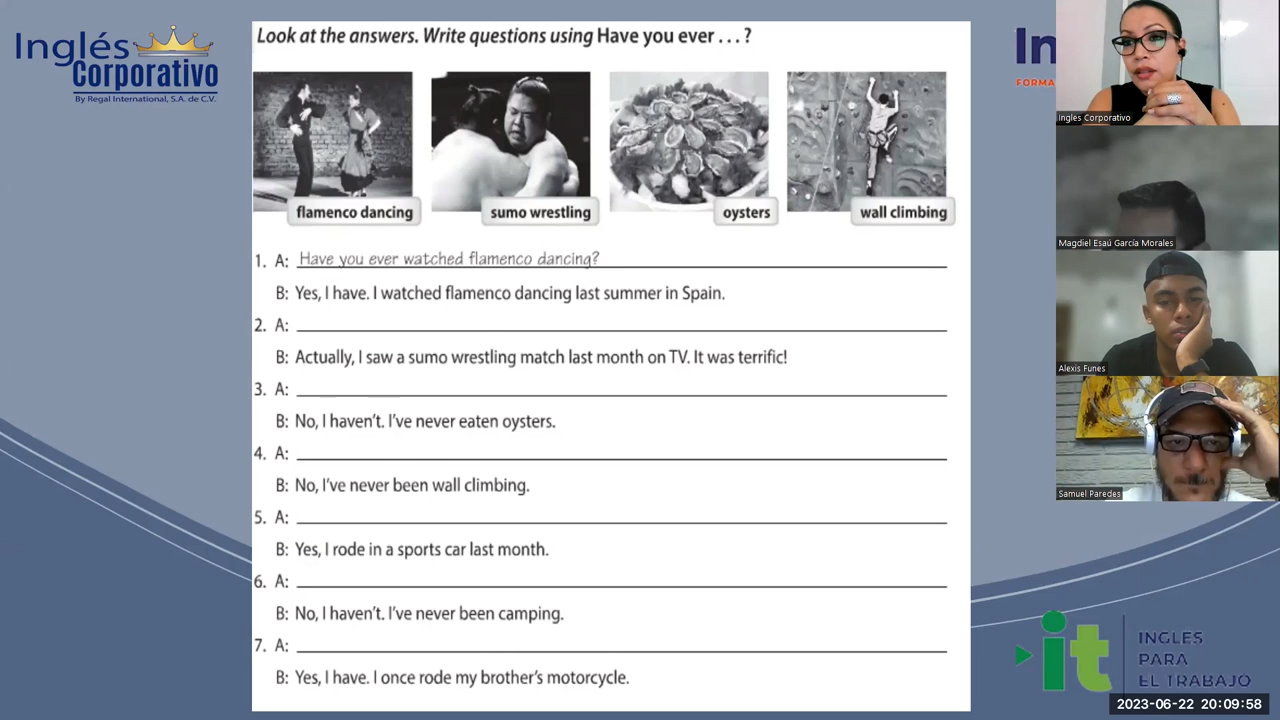 Inglés
Corporativo
By Regal International, S.A. de C.V.
Look at the answers. Write questions using Have you ever . . . ?
In
FORMA
Ingles Corporativo
flamenco dancing
sumo wrestling
oysters
wall climbing
Magdiel Esaú García Morales
1. A: Have you ever watched flamenco dancing?
B: Yes, I have. I watched flamenco dancing last summer in Spain.
2. A:
B: Actually, I saw a sumo wrestling match last month on TV. It was terrific!
Alexis Funes
3. A:
B: No, I haven't. I've never eaten oysters.
4. A:
B: No, I've never been wall climbing.
Samuel Paredes
5. A:
B: Yes, I rode in a sports car last month.
6. A:
B: No, I haven't. I've never been camping.
7. A:
B: Yes, I have. I once rode my brother's motorcycle.
it
INGLES
PARA
EL TRABAJO
2023-06-22 20:09:58